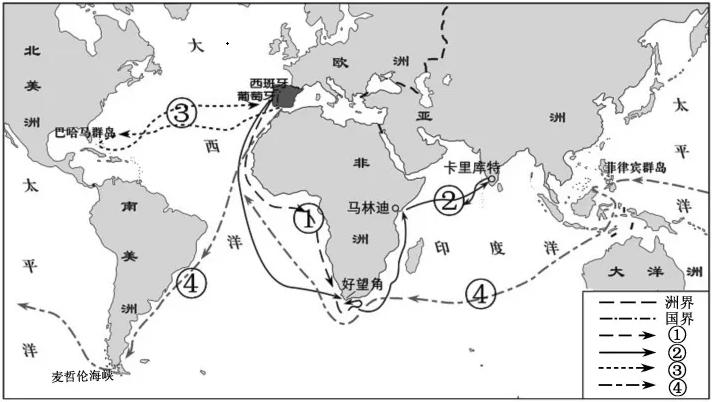 北美洲
大西洋
欧洲
亚洲
西班牙
葡萄牙
③
巴哈马群岛
太平洋
菲律宾群岛
卡里库特
非洲
马林迪
②
①
南美洲
印度洋
太平洋
好望角
大洋洲
④
④
麦哲伦海峡
洲界
国界
①
②
③
④